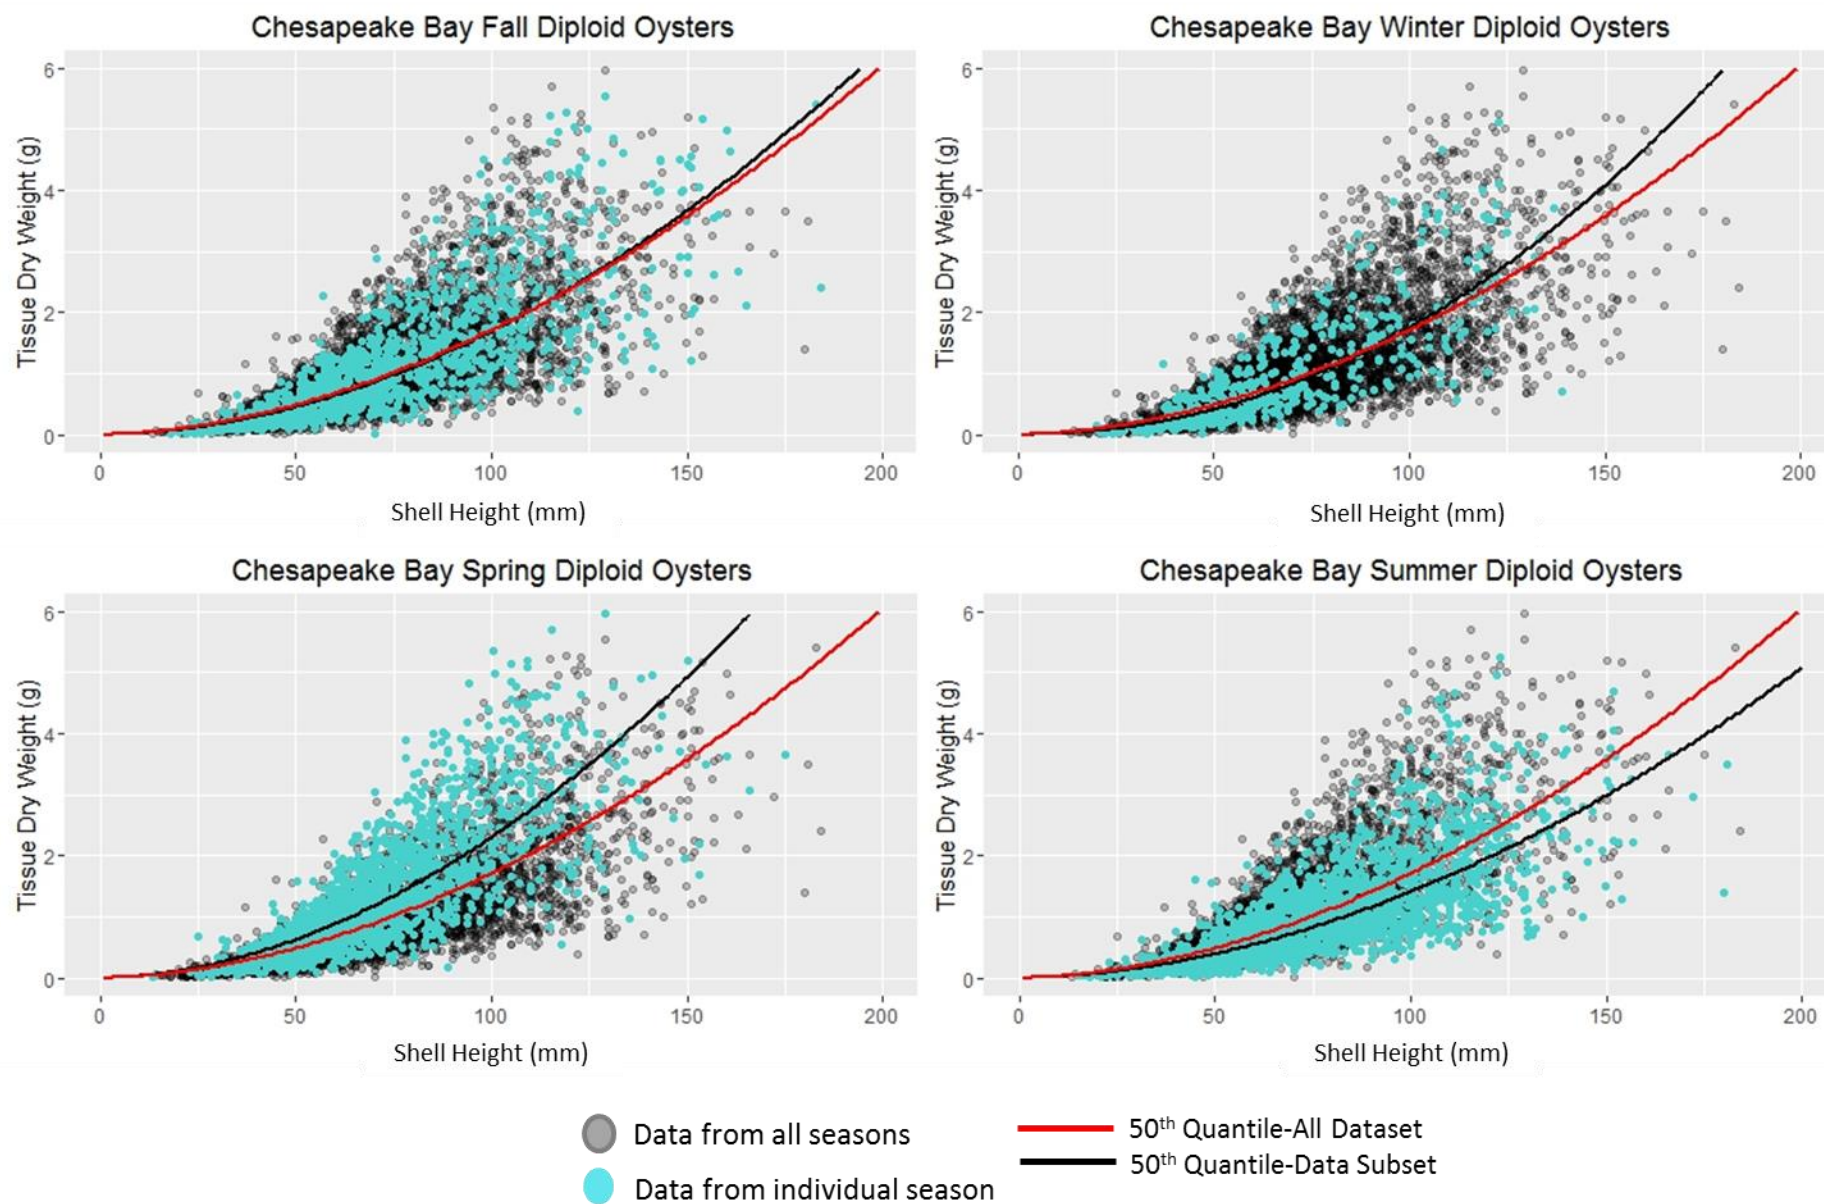 Chesapeake Bay Fall Diploid Oysters
Tissue Dry Weight (g)
6
4
2
0
0 50 100 150 200
Shell Height (mm)
Chesapeake Bay Winter Diploid Oysters
Tissue Dry Weight (g)
6
4
2
0
0 50 100 150 200
Shell Height (mm)
Chesapeake Bay Spring Diploid Oysters
Tissue Dry Weight (g)
6
4
2
0
0 50 100 150 200
Shell Height (mm)
Chesapeake Bay Summer Diploid Oysters
Tissue Dry Weight (g)
6
4
2
0
0 50 100 150 200
Shell Height (mm)
Data from all seasons
Data from individual season
50th Quantile-All Dataset
50th Quantile-Data Subset